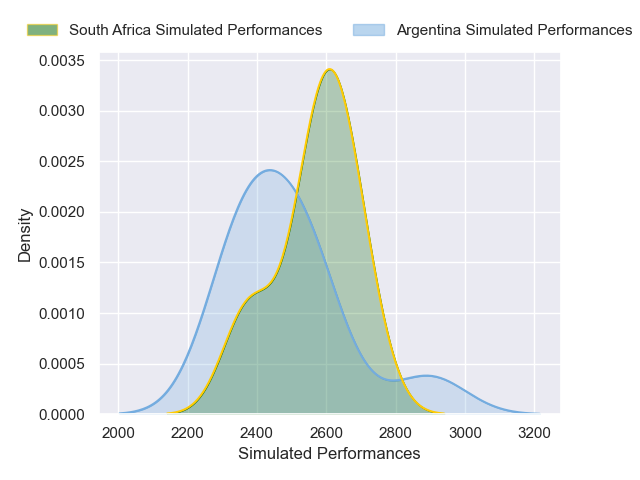 South Africa Simulated Performances Argentina Simulated Performances
0.0035
0.0030
0.0025
0.0020
0.0015
0.0010
0.0005
0.0000
Density
2000 2200 2400 2600 2800 3000 3200
Simulated Performances